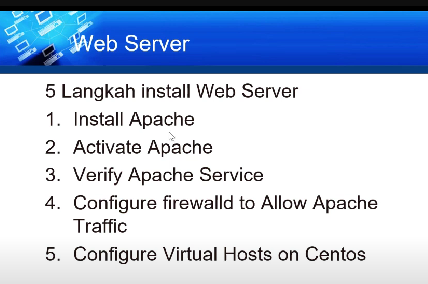 Web Server
5 Langkah install Web Server
1. Install Apache
2. Activate Apache
3. Verify Apache Service
4. Configure firewalld to Allow Apache
Traffic
5. Configure Virtual Hosts on Centos